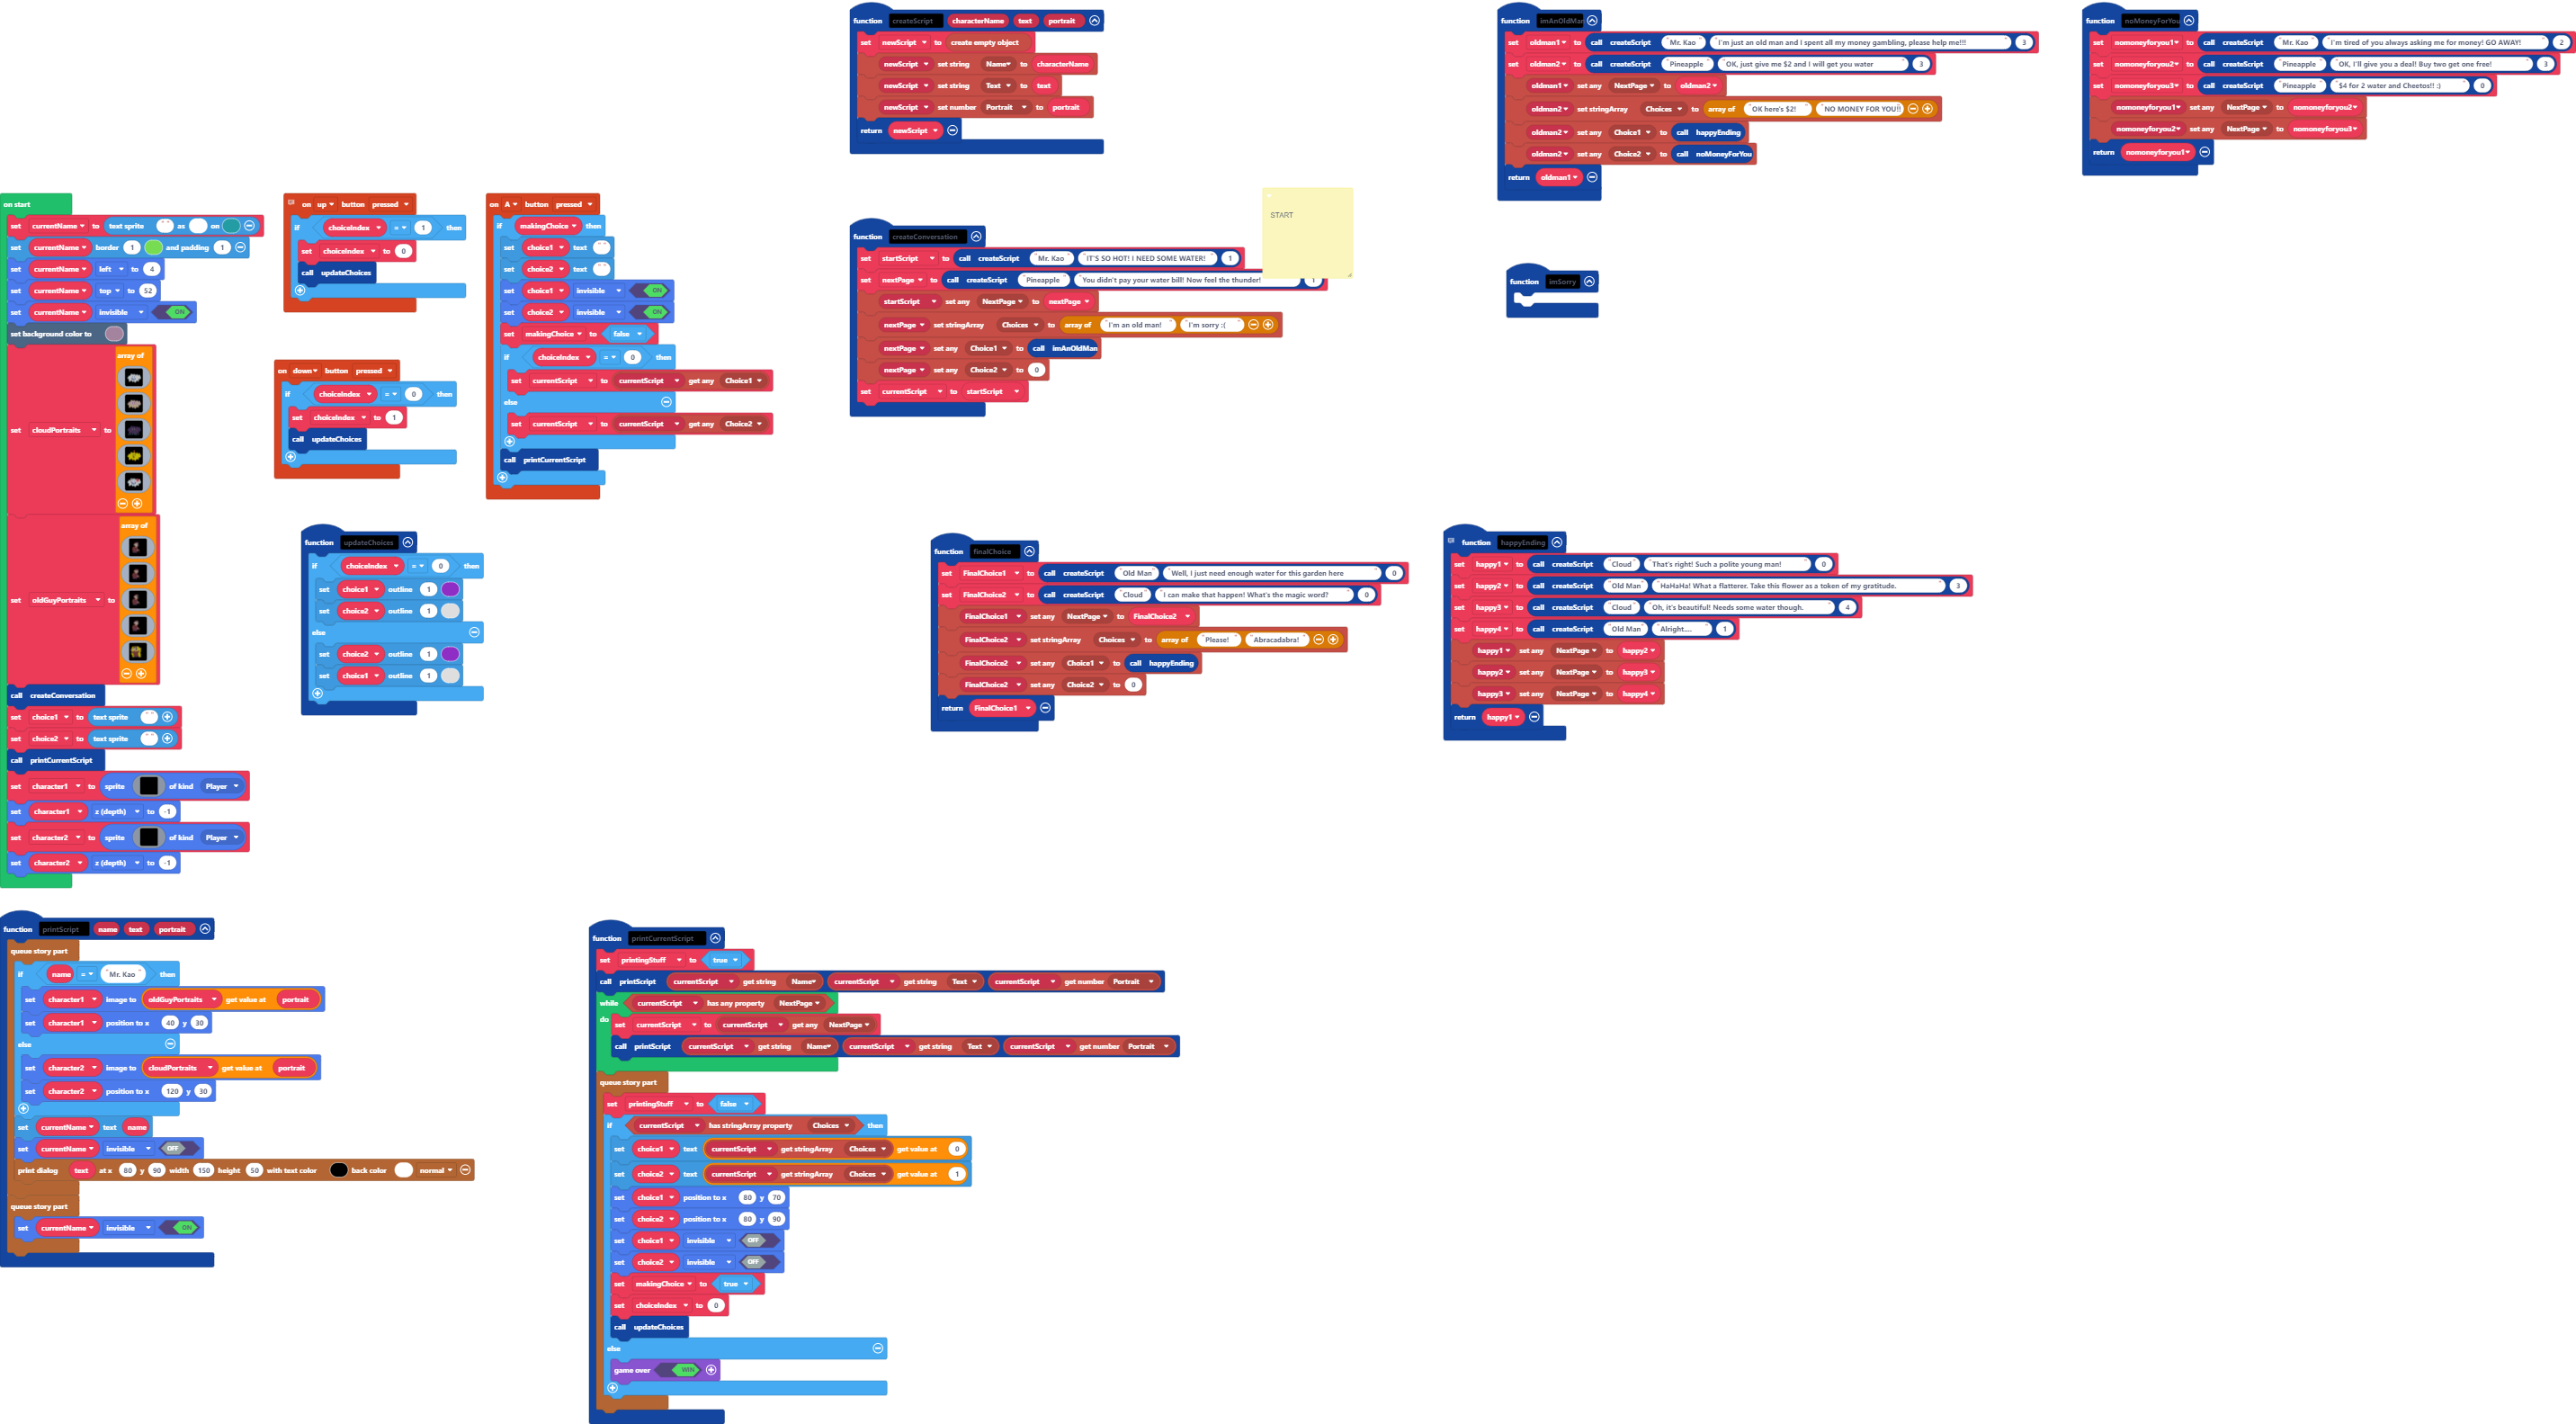 function createScript characterName text portrait
set newScript to create empty object
newScript set string Name to characterName
newScript set string Text to text
newScript set number Portrait to portrait
return newScript
function imAnOldMan
set oldman1 to call createScript "Mr. Kao" "I'm just an old man and I spent all my money gambling, please help me!!!" 3
set oldman2 to call createScript "Pineapple" "OK, just give me $2 and I will get you water" 3
oldman1 set any NextPage to oldman2
oldman2 set stringArray Choices to array of "OK here's $2!" "NO MONEY FOR YOU!!"
oldman2 set any Choice1 to call happyEnding
oldman2 set any Choice2 to call noMoneyForYou
return oldman1
function noMoneyForYou
set nomoneyforyou1 to call createScript "Mr. Kao" "I'm tired of you always asking me for money! GO AWAY!" 2
set nomoneyforyou2 to call createScript "Pineapple" "OK, I'll give you a deal! Buy two get one free!" 3
set nomoneyforyou3 to call createScript "Pineapple" "$4 for 2 water and Cheetos!! :)" 0
nomoneyforyou1 set any NextPage to nomoneyforyou2
nomoneyforyou2 set any NextPage to nomoneyforyou3
return nomoneyforyou1
on start
set currentName to text sprite " " as on
set currentName border 1 and padding 1
set currentName left to 4
set currentName top to 52
set currentName invisible ON
set background color to
set cloudPortraits to array of
set oldGuyPortraits to array of
call createConversation
set choice1 to text sprite " "
set choice2 to text sprite " "
call printCurrentScript
set character1 to sprite of kind Player
set character1 z (depth) to -1
set character2 to sprite of kind Player
set character2 z (depth) to -1
on up button pressed
if choiceIndex = 1 then
set choiceIndex to 0
call updateChoices
on down button pressed
if choiceIndex = 0 then
set choiceIndex to 1
call updateChoices
on A button pressed
if makingChoice then
set choice1 text " "
set choice2 text " "
set choice1 invisible ON
set choice2 invisible ON
set makingChoice to false
if choiceIndex = 0 then
set currentScript to currentScript get any Choice1
else
set currentScript to currentScript get any Choice2
call printCurrentScript
function createConversation
set startScript to call createScript "Mr. Kao" "IT'S SO HOT! I NEED SOME WATER!" 1
set nextPage to call createScript "Pineapple" "You didn't pay your water bill! Now feel the thunder!" 1
startScript set any NextPage to nextPage
nextPage set stringArray Choices to array of "I'm an old man!" "I'm sorry :("
nextPage set any Choice1 to call imAnOldMan
nextPage set any Choice2 to 0
set currentScript to startScript
START
function imSorry
function updateChoices
if choiceIndex = 0 then
set choice1 outline 1
set choice2 outline 1
else
set choice2 outline 1
set choice1 outline 1
function finalChoice
set FinalChoice1 to call createScript "Old Man" "Well, I just need enough water for this garden here" 0
set FinalChoice2 to call createScript "Cloud" "I can make that happen! What's the magic word?" 0
FinalChoice1 set any NextPage to FinalChoice2
FinalChoice2 set stringArray Choices to array of "Please!" "Abracadabra!"
FinalChoice2 set any Choice1 to call happyEnding
FinalChoice2 set any Choice2 to 0
return FinalChoice1
function happyEnding
set happy1 to call createScript "Cloud" "That's right! Such a polite young man!" 0
set happy2 to call createScript "Old Man" "HaHaHa! What a flatterer. Take this flower as a token of my gratitude." 3
set happy3 to call createScript "Cloud" "Oh, it's beautiful! Needs some water though." 4
set happy4 to call createScript "Old Man" "Alright...." 1
happy1 set any NextPage to happy2
happy2 set any NextPage to happy3
happy3 set any NextPage to happy4
return happy1
function printScript name text portrait
queue story part
if name = "Mr. Kao" then
set character1 image to oldGuyPortraits get value at portrait
set character1 position to x 40 y 30
else
set character2 image to cloudPortraits get value at portrait
set character2 position to x 120 y 30
set currentName text name
set currentName invisible OFF
print dialog text at x 80 y 90 width 150 height 50 with text color back color normal
queue story part
set currentName invisible ON
function printCurrentScript
set printingStuff to true
call printScript currentScript get string Name currentScript get string Text currentScript get number Portrait
while currentScript has any property NextPage
do set currentScript to currentScript get any NextPage
call printScript currentScript get string Name currentScript get string Text currentScript get number Portrait
queue story part
set printingStuff to false
if currentScript has stringArray property Choices then
set choice1 text currentScript get stringArray Choices get value at 0
set choice2 text currentScript get stringArray Choices get value at 1
set choice1 position to x 80 y 70
set choice2 position to x 80 y 90
set choice1 invisible OFF
set choice2 invisible OFF
set makingChoice to true
set choiceIndex to 0
call updateChoices
else
game over WIN